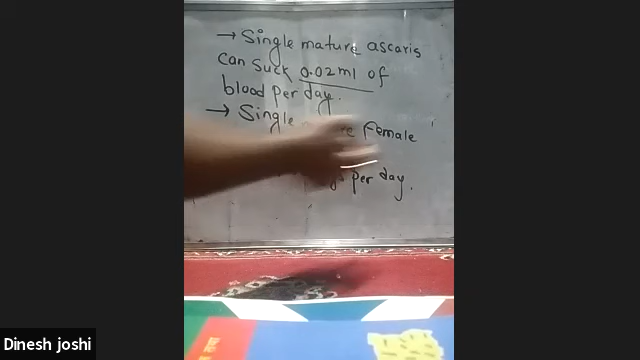 → Single mature ascaris
can suck 0.02ml of
blood per day.
→ Single female
per day.
Dinesh joshi